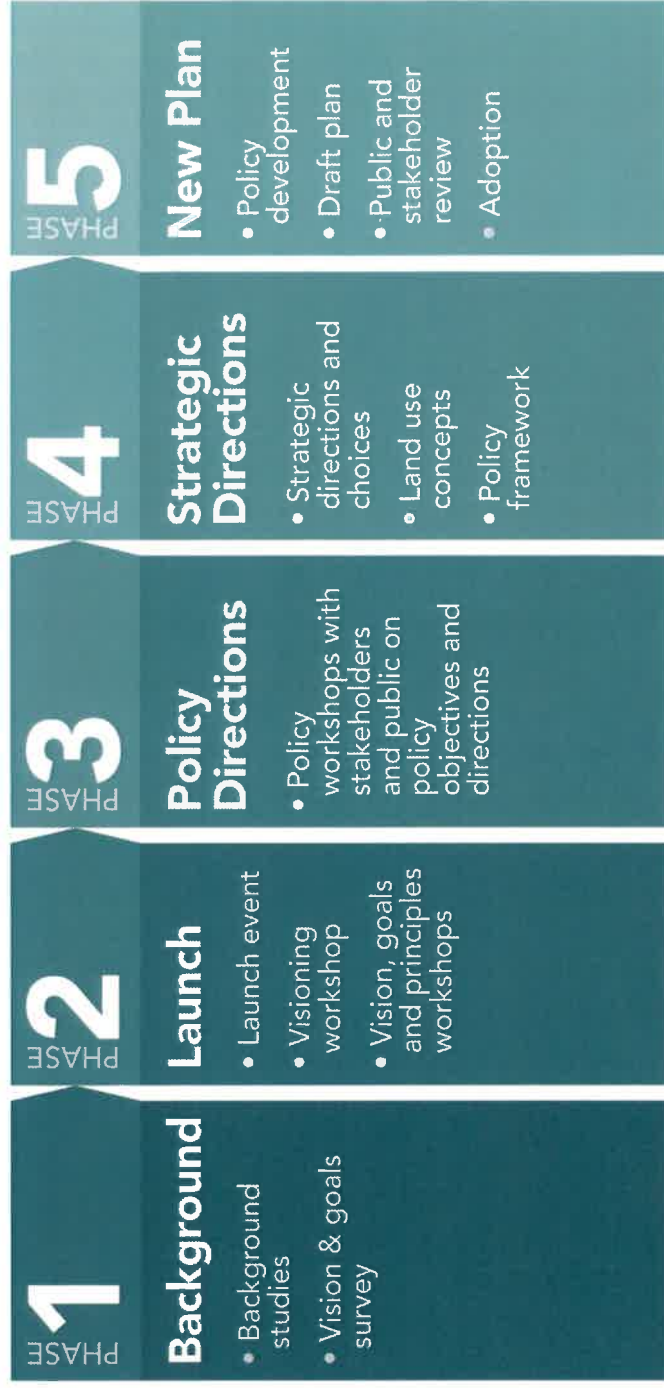 PHASE 1
Background
• Background
studies
• Vision & goals
survey
PHASE 2
Launch
• Launch event
• Visioning
workshop
• Vision, goals
and principles
workshops
PHASE 3
Policy
Directions
• Policy
workshops with
stakeholders
and public on
policy
objectives and
directions
PHASE 4
Strategic
Directions
• Strategic
directions and
choices
• Land use
concepts
• Policy
framework
PHASE 5
New Plan
• Policy
development
• Draft plan
• Public and
stakeholder
review
• Adoption